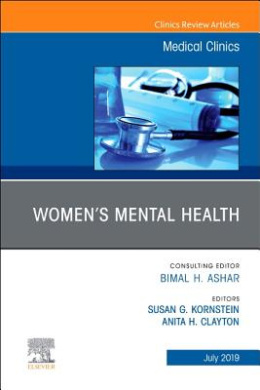 Clinics Review Articles
Medical Clinics
WOMEN'S MENTAL HEALTH
CONSULTING EDITOR
BIMAL H. ASHAR
EDITORS
SUSAN G. KORNSTEIN
ANITA H. CLAYTON
ELSEVIER
July 2019